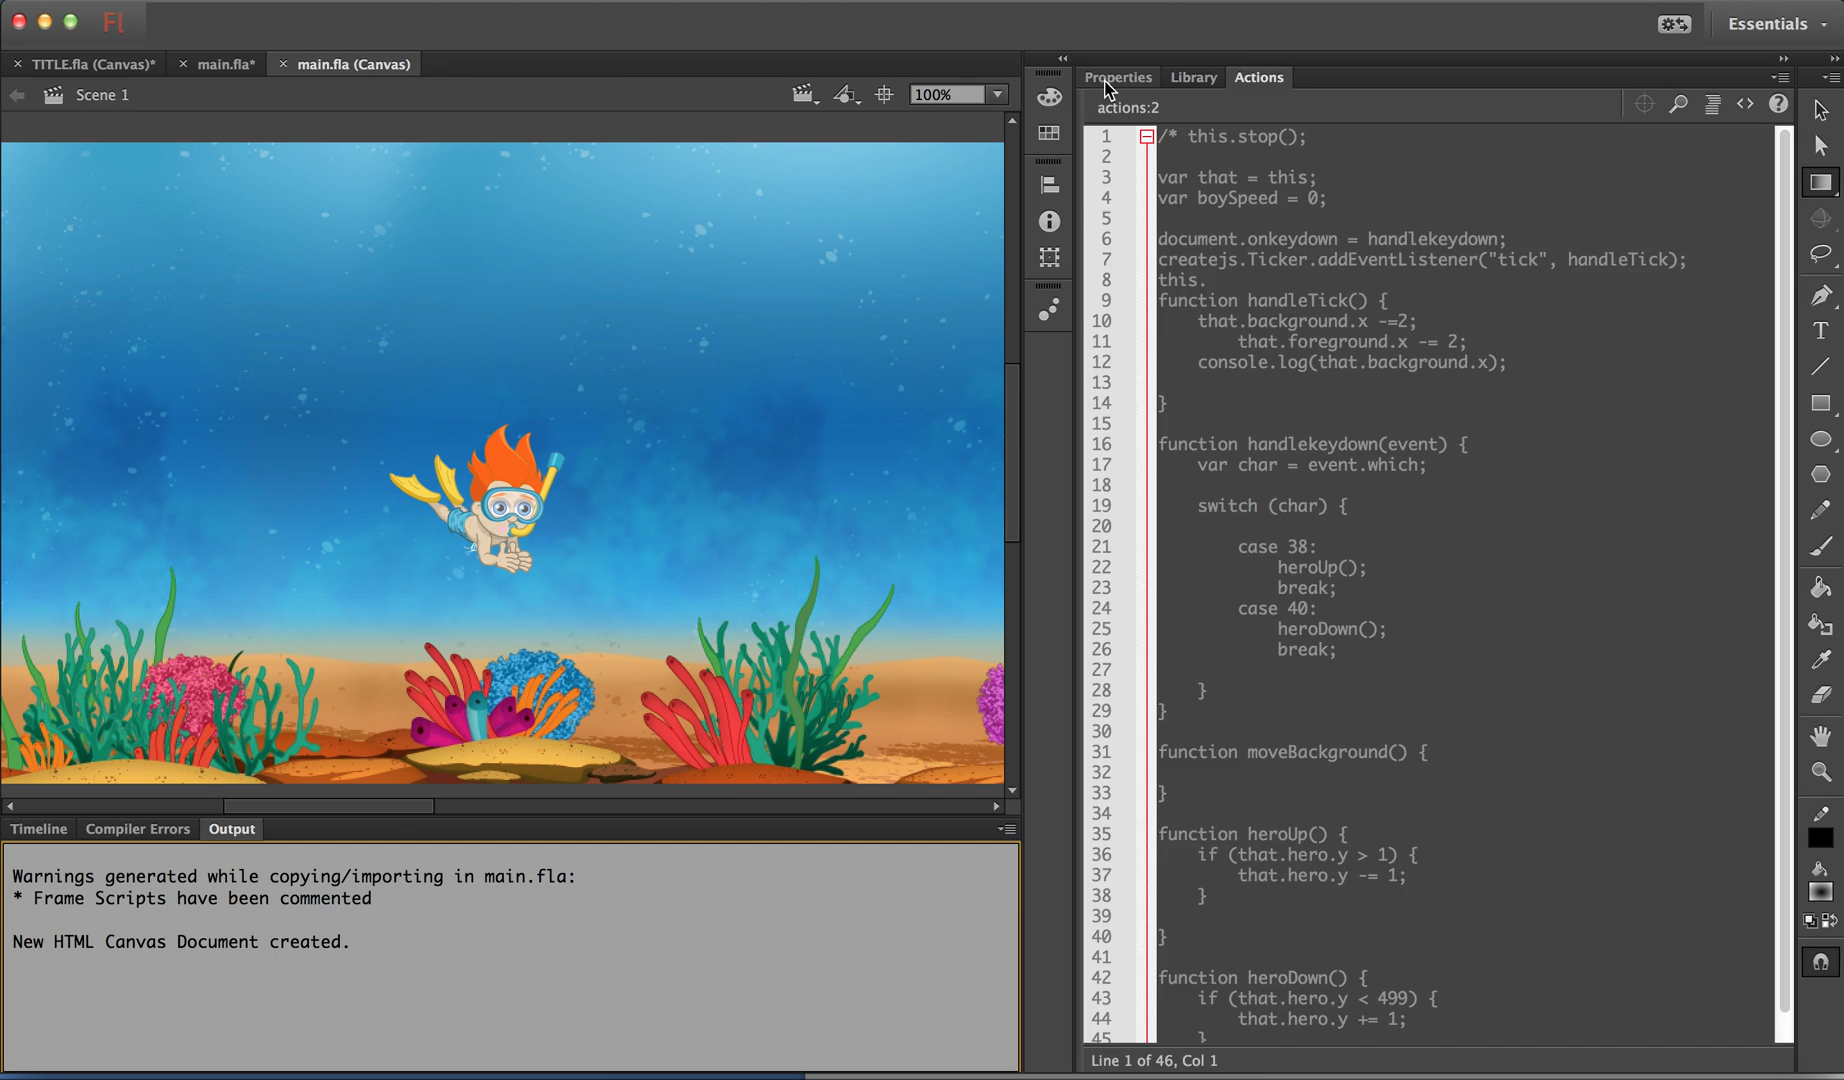 Fl
Essentials
TITLE.fla (Canvas)*
main.fla*
main.fla (Canvas)
Scene 1
100%
Properties
Library
Actions
actions:2
1 /* this.stop();
2
3 var that = this;
4 var boySpeed = 0;
5
6 document.onkeydown = handlekeydown;
7 createjs.Ticker.addEventListener("tick", handleTick);
8 this.
9 function handleTick() {
10 that.background.x -=2;
11 that.foreground.x -= 2;
12 console.log(that.background.x);
13
14 }
15
16 function handlekeydown(event) {
17 var char = event.which;
18
19 switch (char) {
20
21 case 38:
22 heroUp();
23 break;
24 case 40:
25 heroDown();
26 break;
27
28 }
29 }
30
31 function moveBackground() {
32
33 }
34
35 function heroUp() {
36 if (that.hero.y > 1) {
37 that.hero.y -= 1;
38 }
39
40 }
41
42 function heroDown() {
43 if (that.hero.y < 499) {
44 that.hero.y += 1;
45 }
Line 1 of 46, Col 1
Timeline
Compiler Errors
Output
Warnings generated while copying/importing in main.fla:
* Frame Scripts have been commented
New HTML Canvas Document created.